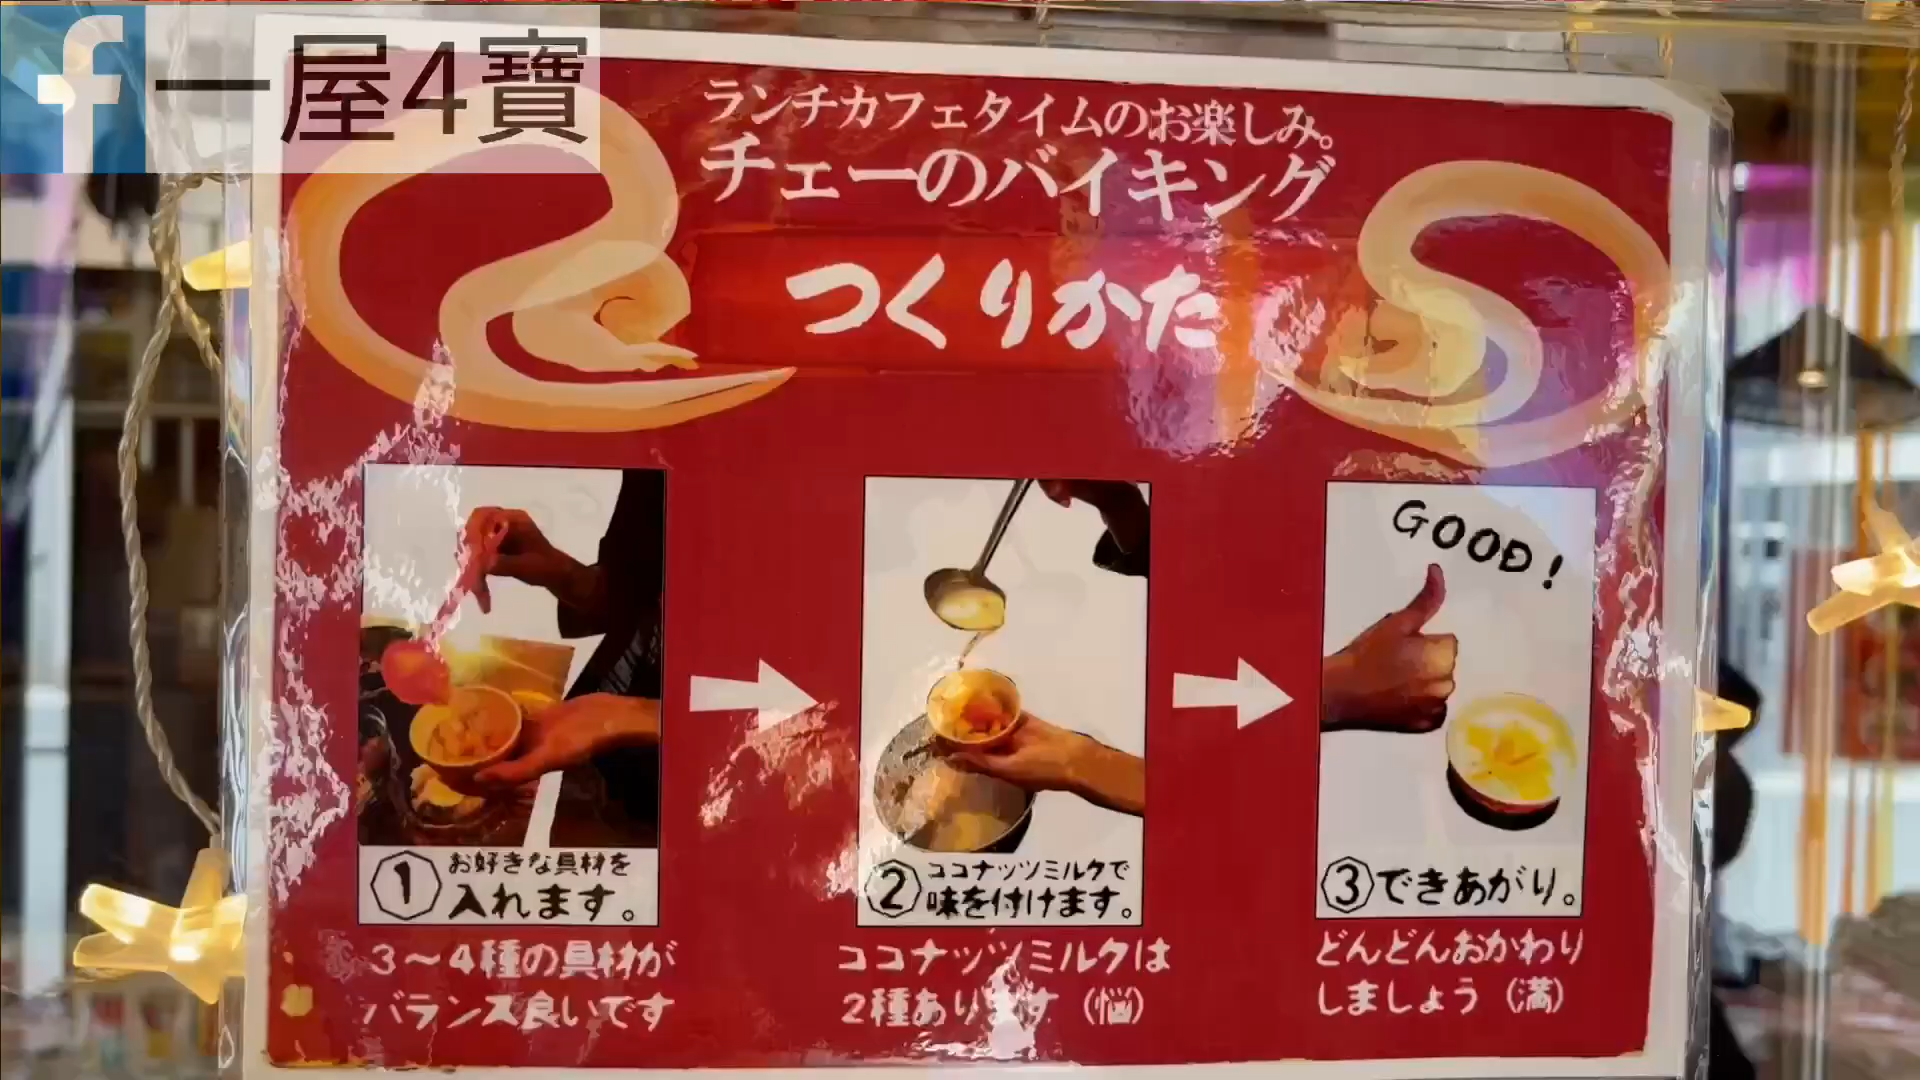 f一屋4寶
ランチカフェタイムのお楽しみ。
チェーのバイキング
つくりかた
GOOD!
①お好きな具材を
入れます。
②ココナッツミルクで
味を付けます。
③できあがり。
3〜4種の具材が
バランス良いです
ココナッツミルクは
2種あります(悩)
どんどんおかわり
しましょう(満)